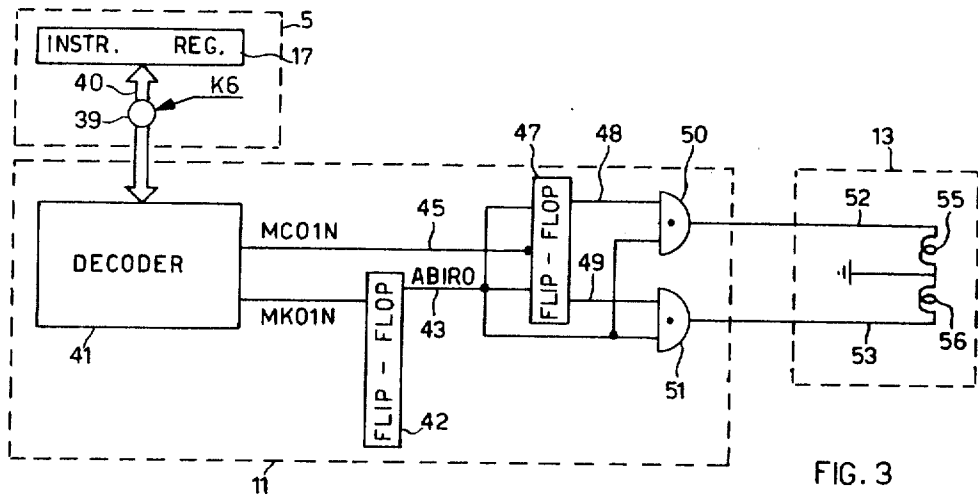 5
INSTR. REG.
17
40
K6
39
47
48
50
13
MC01N
45
52
55
DECODER
FLIP - FLOP
ABIRO
49
43
MK01N
FLIP - FLOP
41
42
51
53
56
11
FIG. 3